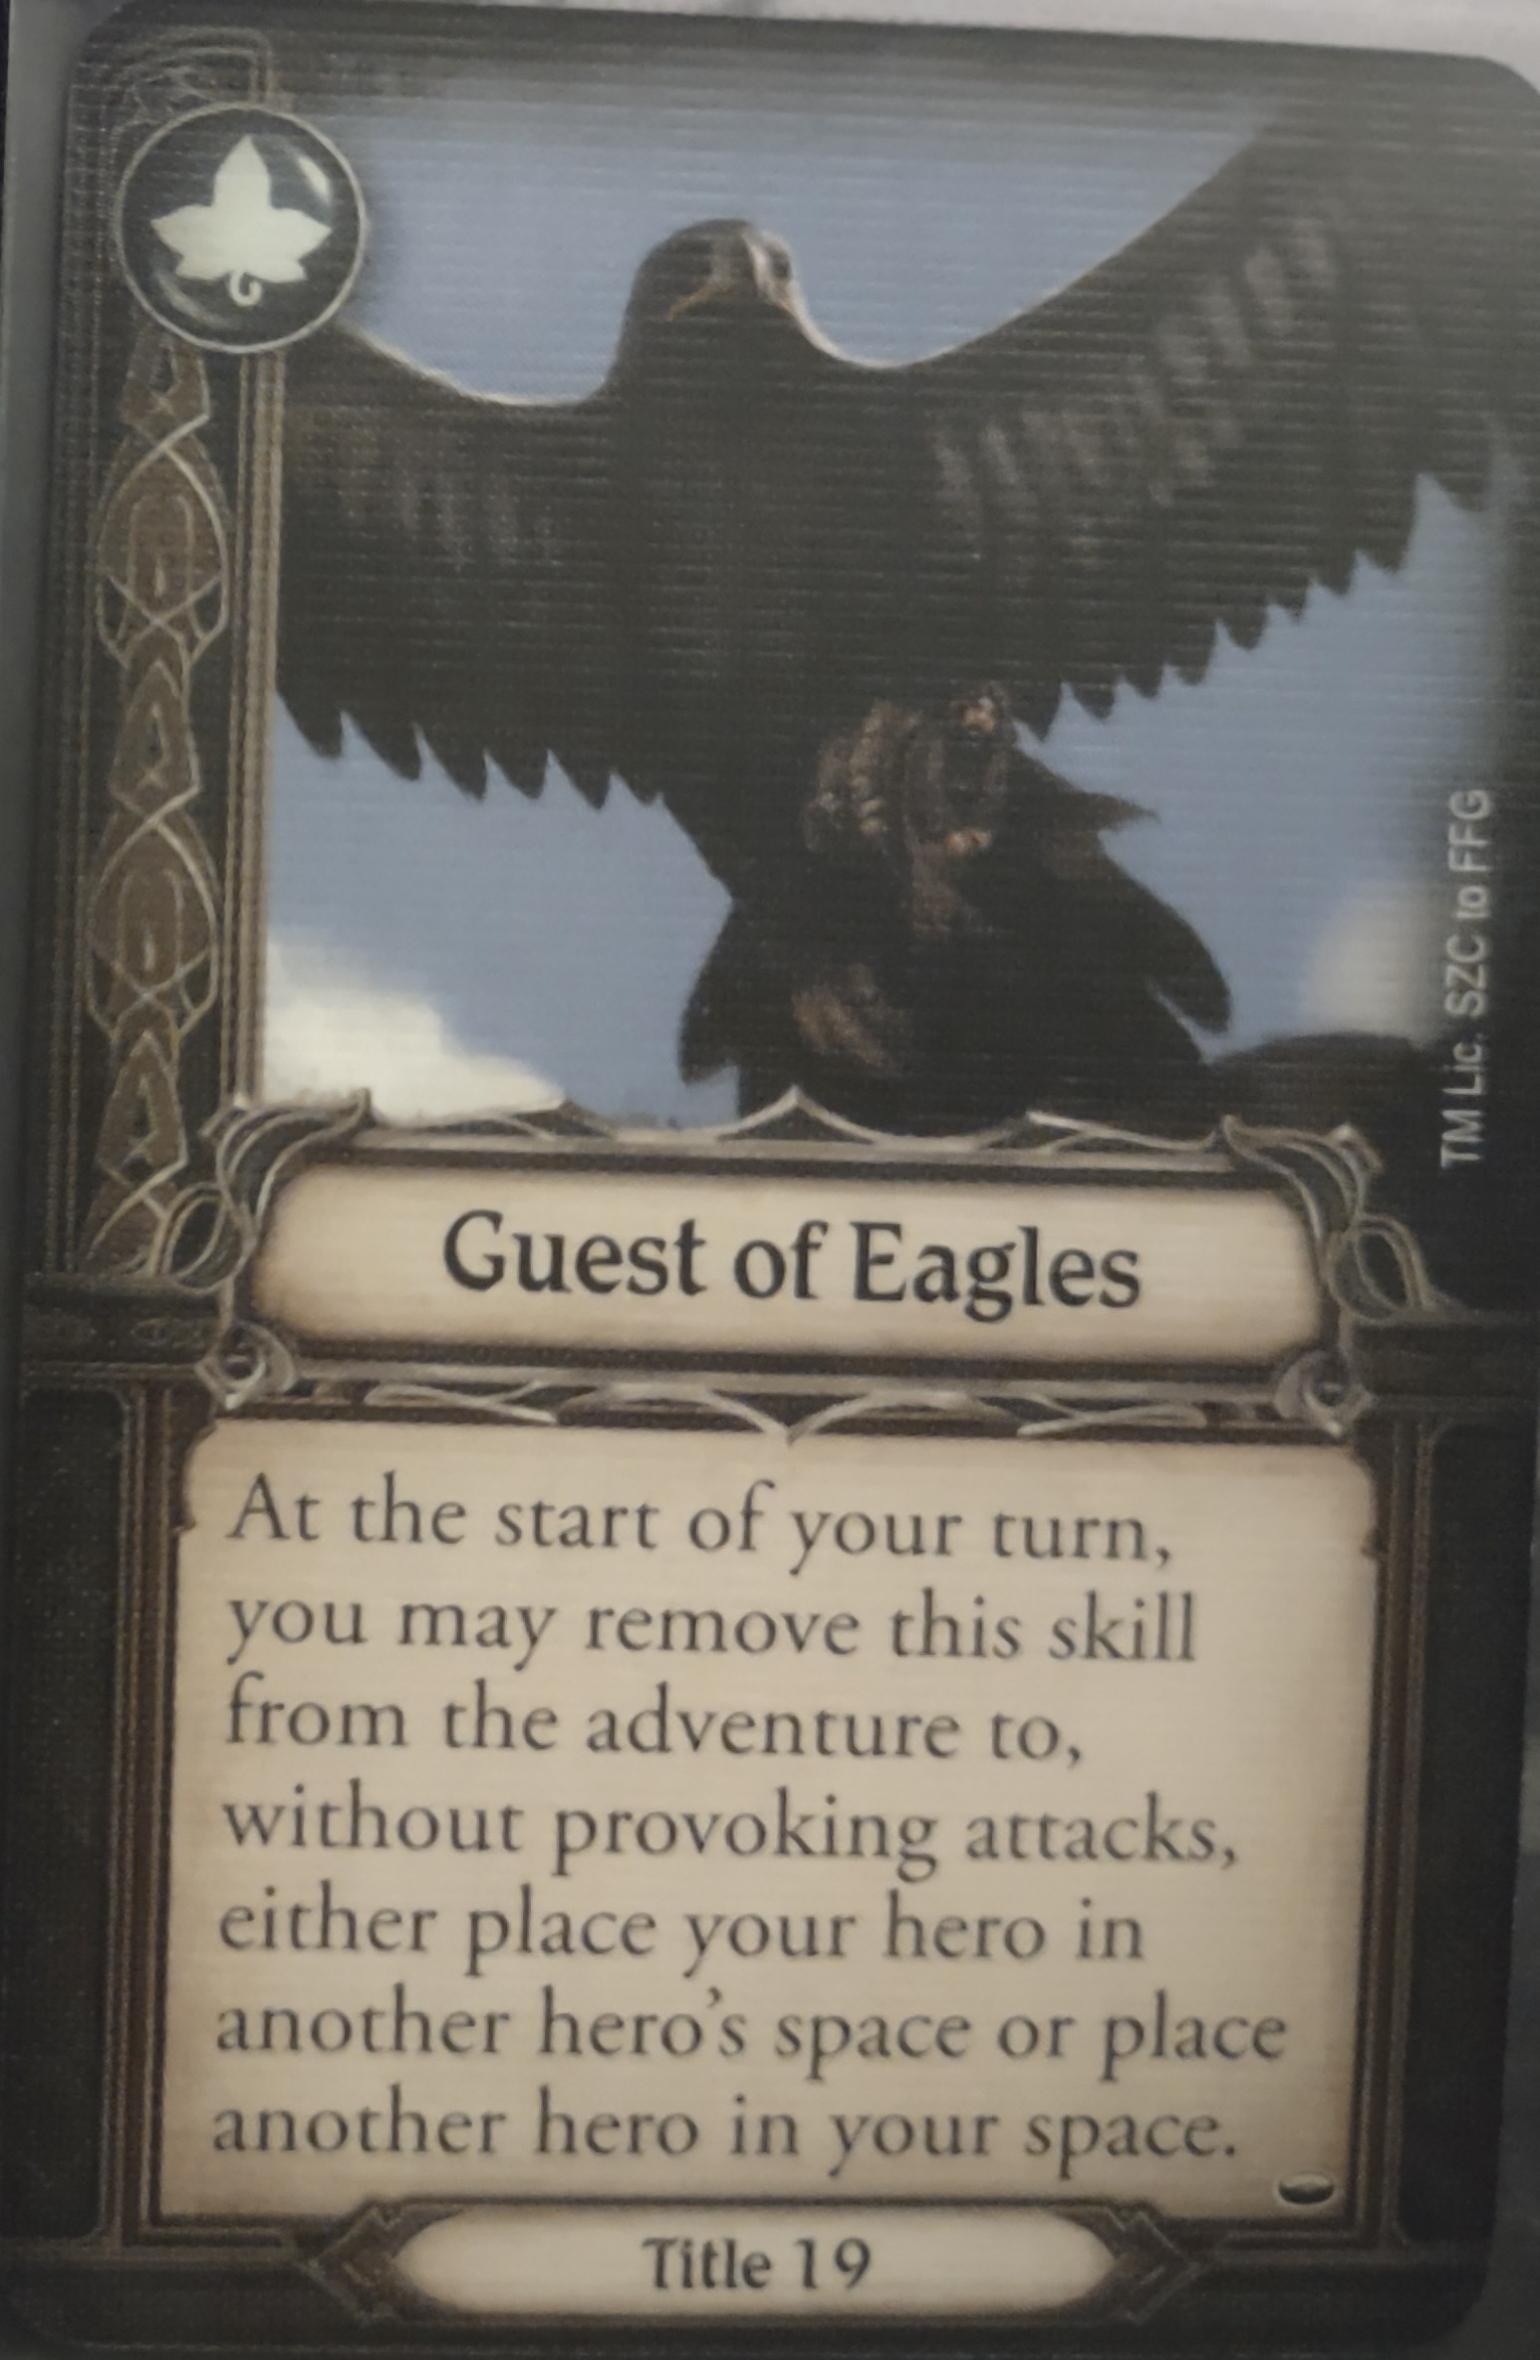 TM Lic. SZC to FFG
Guest of Eagles
At the start of your turn,
you may remove this skill
from the adventure to,
without provoking attacks,
either place your hero in
another hero's space or place
another hero in your space.
Title 19